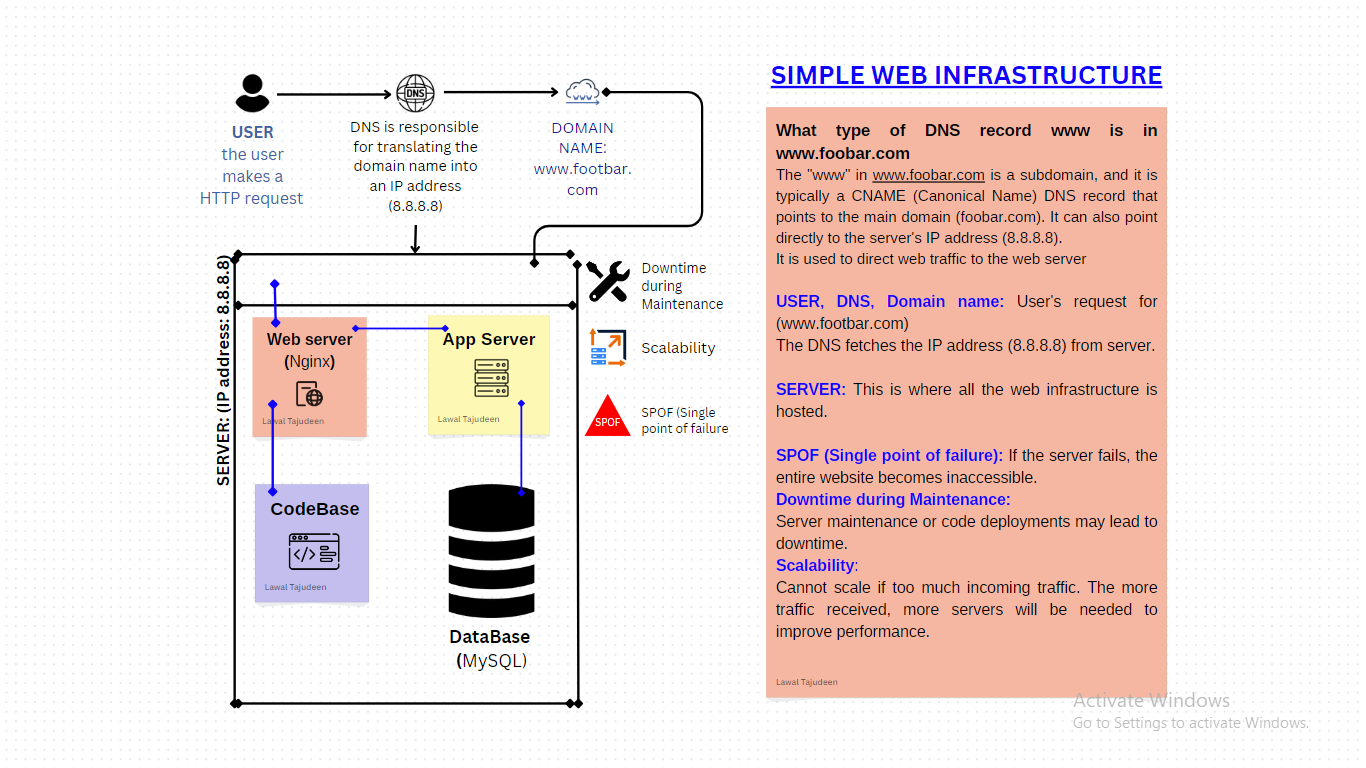 SIMPLE WEB INFRASTRUCTURE
DNS
USER
the user
makes a
HTTP request
DNS is responsible
for translating the
domain name into
an IP address
(8.8.8.8)
DOMAIN
NAME:
www.footbar.
com
SERVER: (IP address: 8.8.8.8)
Web server
(Nginx)
Lawal Tajudeen
App Server
Lawal Tajudeen
CodeBase
</>
Lawal Tajudeen
DataBase
(MySQL)
Downtime
during
Maintenance
Scalability
SPOF
SPOF (Single
point of failure
What type of DNS record www is in
www.foobar.com
The "www" in www.foobar.com is a subdomain, and it is
typically a CNAME (Canonical Name) DNS record that
points to the main domain (foobar.com). It can also point
directly to the server's IP address (8.8.8.8).
It is used to direct web traffic to the web server
USER, DNS, Domain name: User's request for
(www.footbar.com)
The DNS fetches the IP address (8.8.8.8) from server.
SERVER: This is where all the web infrastructure is
hosted.
SPOF (Single point of failure): If the server fails, the
entire website becomes inaccessible.
Downtime during Maintenance:
Server maintenance or code deployments may lead to
downtime.
Scalability:
Cannot scale if too much incoming traffic. The more
traffic received, more servers will be needed to
improve performance.
Lawal Tajudeen
Activate Windows
Go to Settings to activate Windows.